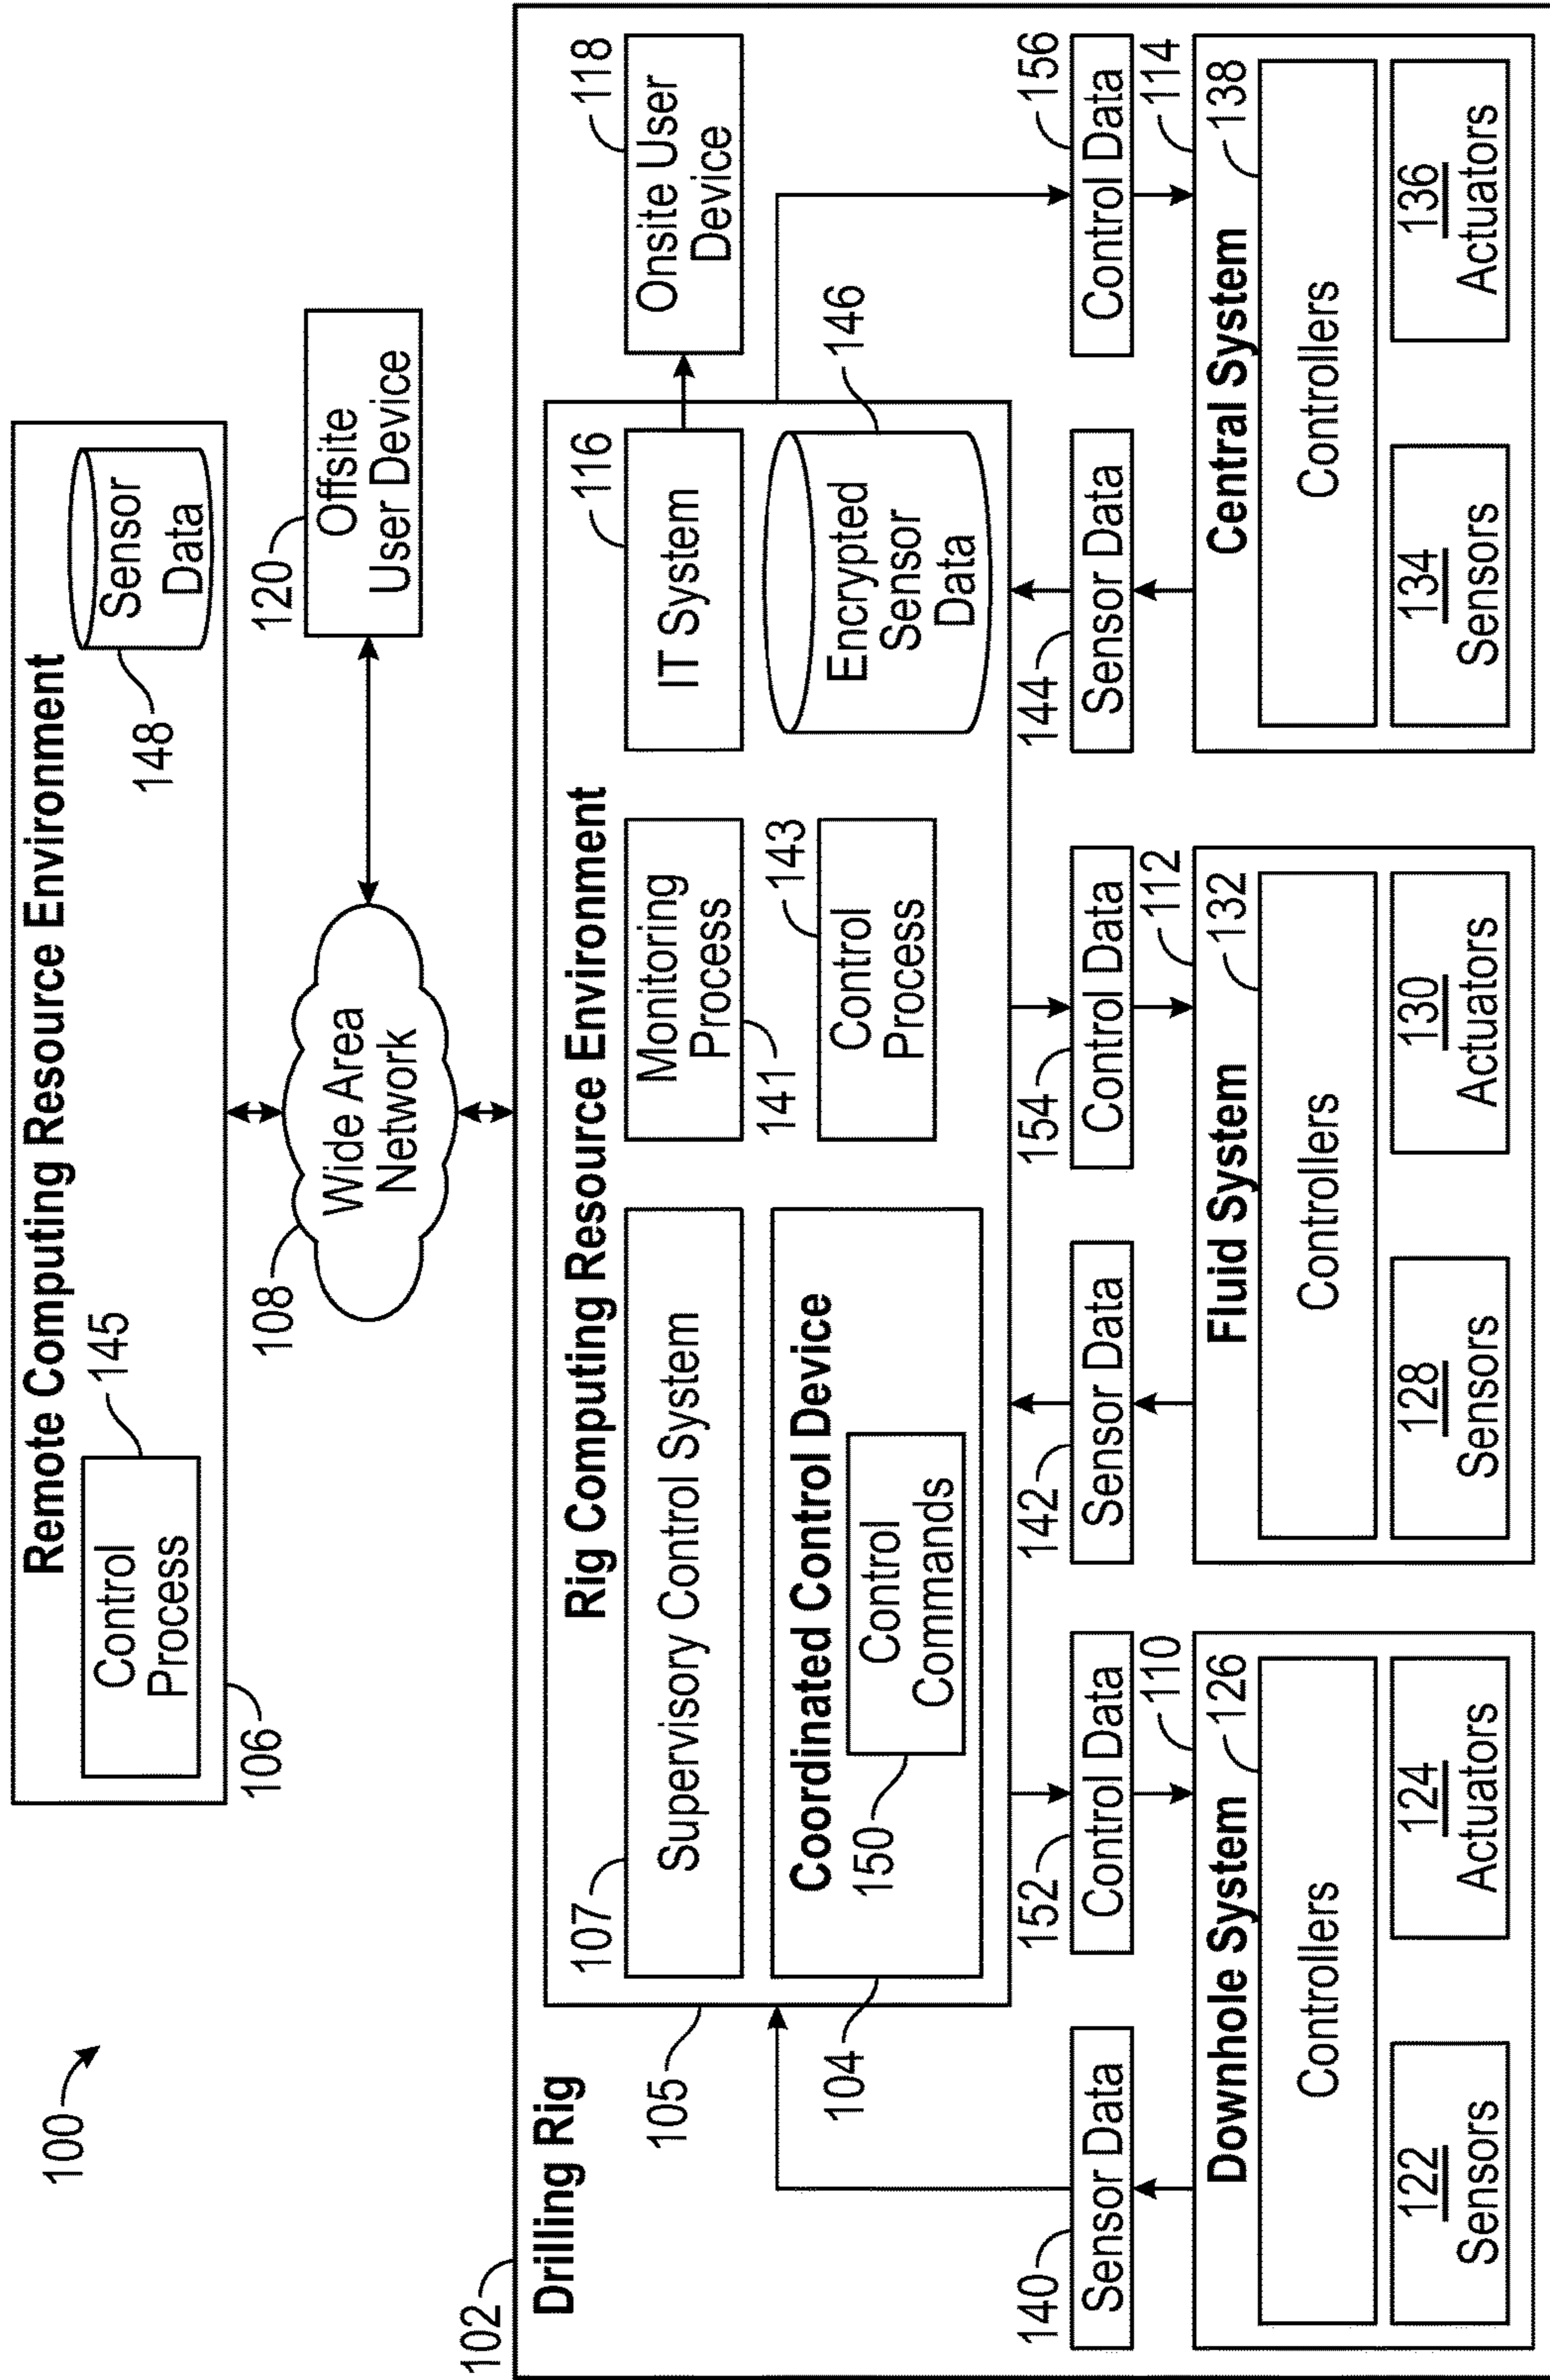 100
Remote Computing Resource Environment
145
Control
Process
106
Sensor
Data
148
108
Wide Area
Network
120
Offsite
User Device
102
Drilling Rig
105
Rig Computing Resource Environment
107
Supervisory Control System
Monitoring
Process
141
116
IT System
118
Onsite User
Device
104
Coordinated Control Device
150
Control
Commands
143
Control
Process
Encrypted
Sensor
Data
146
140
Sensor Data
152
Control Data
142
Sensor Data
154
Control Data
144
Sensor Data
156
Control Data
110
Downhole System
126
Controllers
122
Sensors
124
Actuators
112
Fluid System
132
Controllers
128
Sensors
130
Actuators
114
Central System
138
Controllers
134
Sensors
136
Actuators